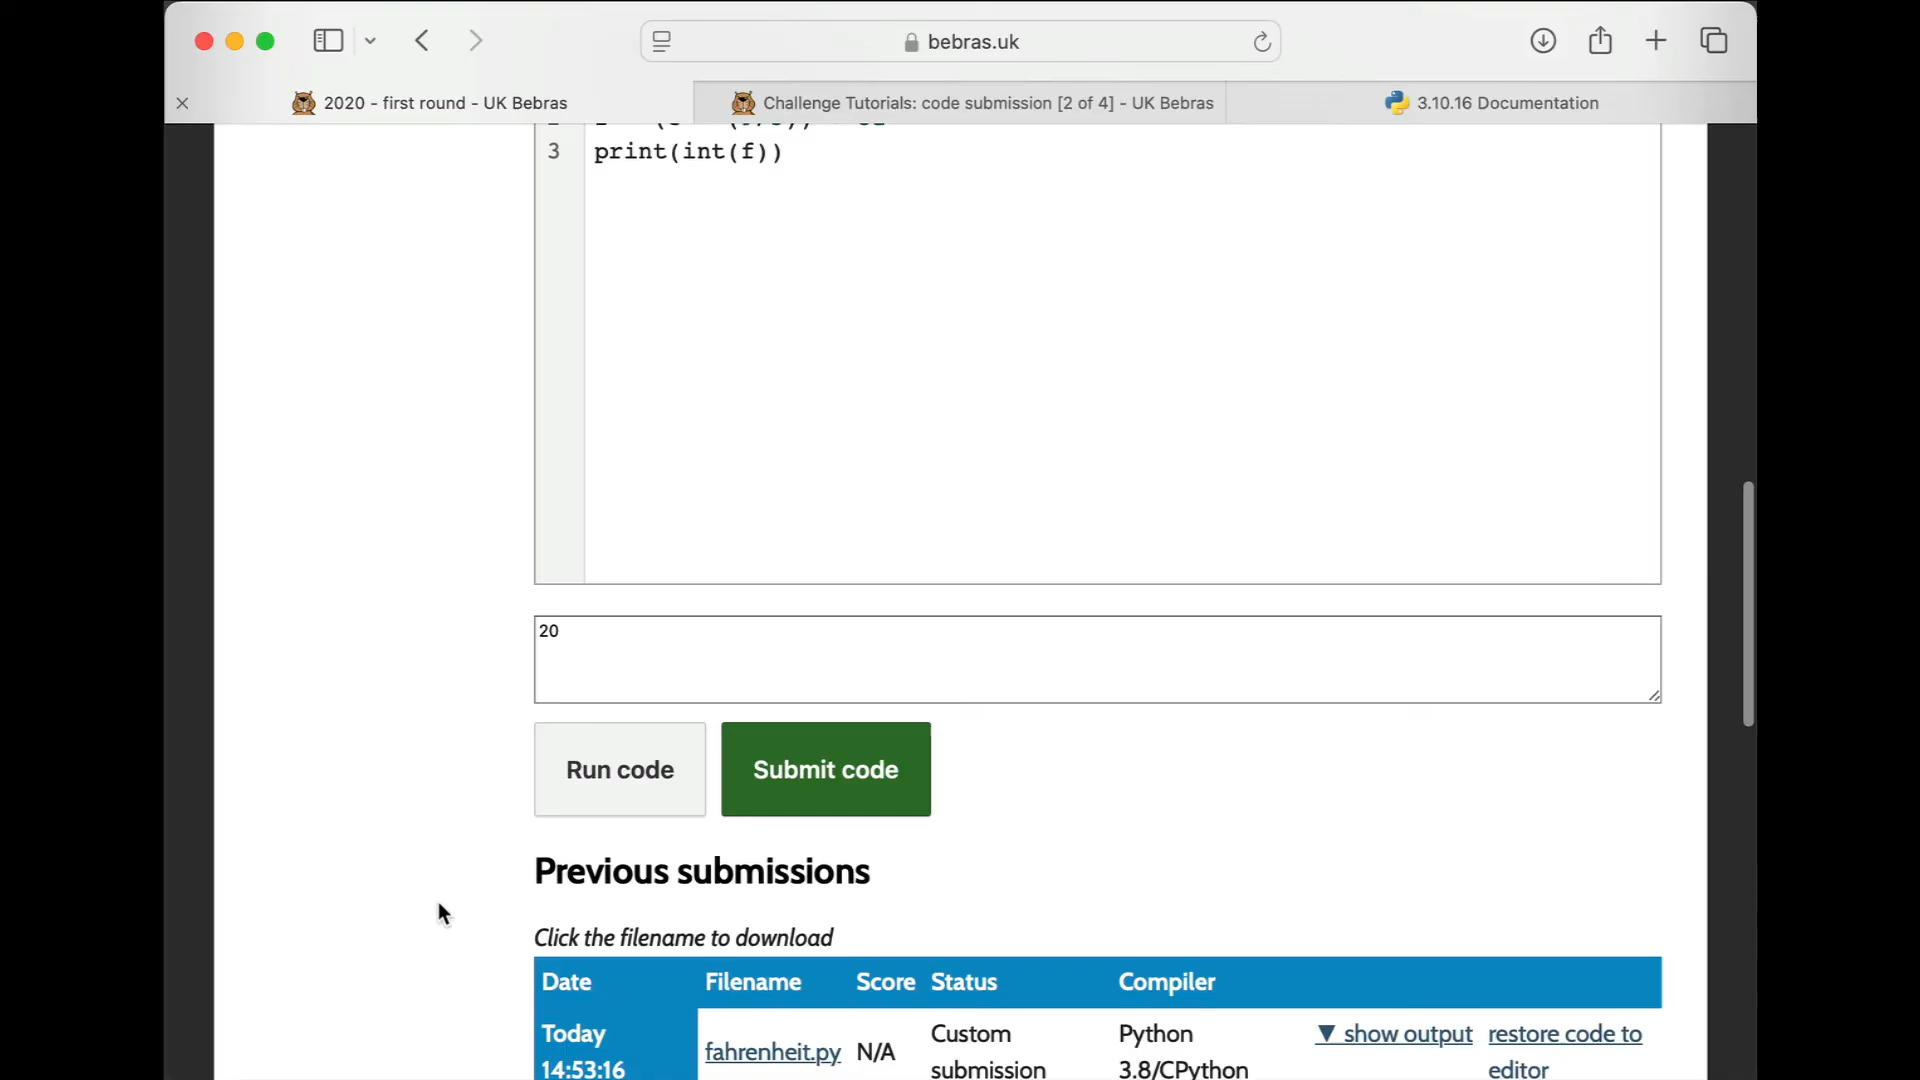 bebras.uk
2020 - first round - UK Bebras
Challenge Tutorials: code submission [2 of 4] - UK Bebras
3.10.16 Documentation
3 print(int(f))
20
Run code
Submit code
Previous submissions
Click the filename to download
Date Filename Score Status Compiler
Today 14:53:16 fahrenheit.py N/A Custom submission Python 3.8/CPython ▼ show output restore code to editor